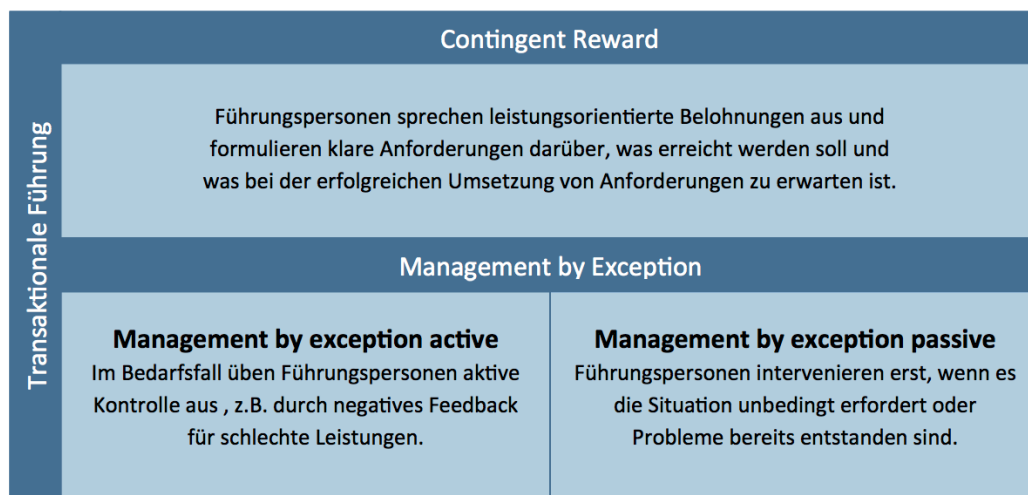 Transaktionale Führung
Contingent Reward
Führungspersonen sprechen leistungsorientierte Belohnungen aus und
formulieren klare Anforderungen darüber, was erreicht werden soll und
was bei der erfolgreichen Umsetzung von Anforderungen zu erwarten ist.
Management by Exception
Management by exception active
Im Bedarfsfall üben Führungspersonen aktive
Kontrolle aus , z.B. durch negatives Feedback
für schlechte Leistungen.
Management by exception passive
Führungspersonen intervenieren erst, wenn es
die Situation unbedingt erfordert oder
Probleme bereits entstanden sind.